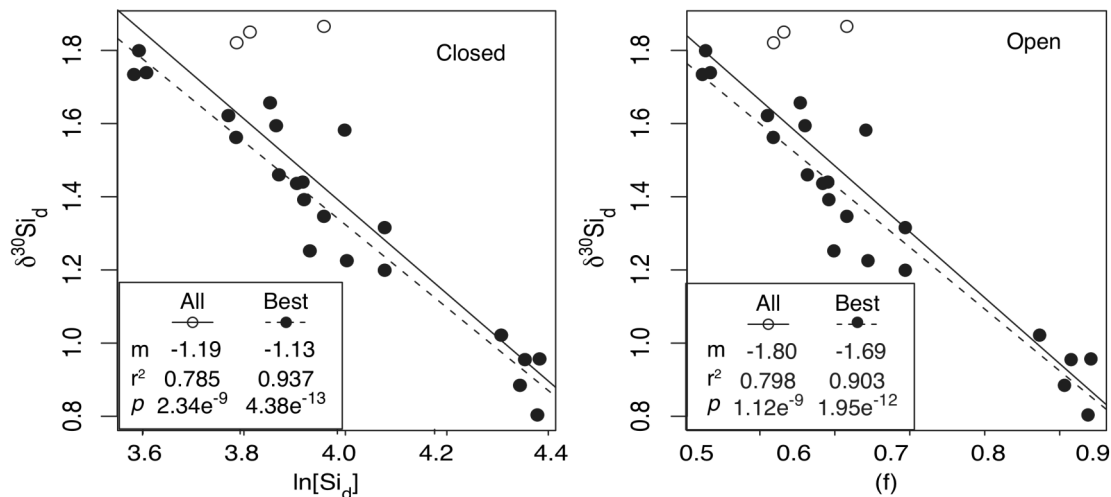 Closed
δ³⁰Si_d
1.8
1.6
1.4
1.2
1.0
0.8
All Best
m -1.19 -1.13
r² 0.785 0.937
p 2.34e⁻⁹ 4.38e⁻¹³
3.6 3.8 4.0 4.2 4.4
ln[Si_d]
Open
δ³⁰Si_d
1.8
1.6
1.4
1.2
1.0
0.8
All Best
m -1.80 -1.69
r² 0.798 0.903
p 1.12e⁻⁹ 1.95e⁻¹²
0.5 0.6 0.7 0.8 0.9
(f)